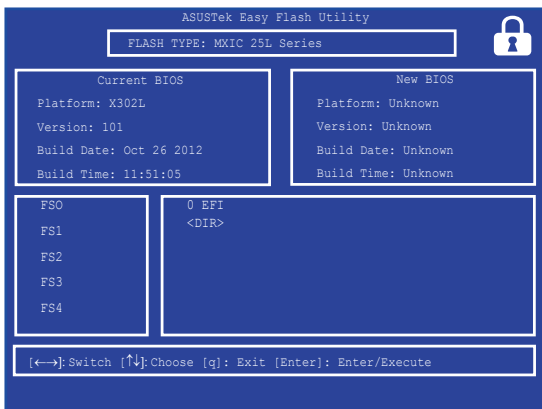 ASUSTek Easy Flash Utility
FLASH TYPE: MXIC 25L Series
Current BIOS
Platform: X302L
Version: 101
Build Date: Oct 26 2012
Build Time: 11:51:05
New BIOS
Platform: Unknown
Version: Unknown
Build Date: Unknown
Build Time: Unknown
FSO
FS1
FS2
FS3
FS4
0 EFI
<DIR>
[←→]: Switch [↑↓]: Choose [q]: Exit [Enter]: Enter/Execute